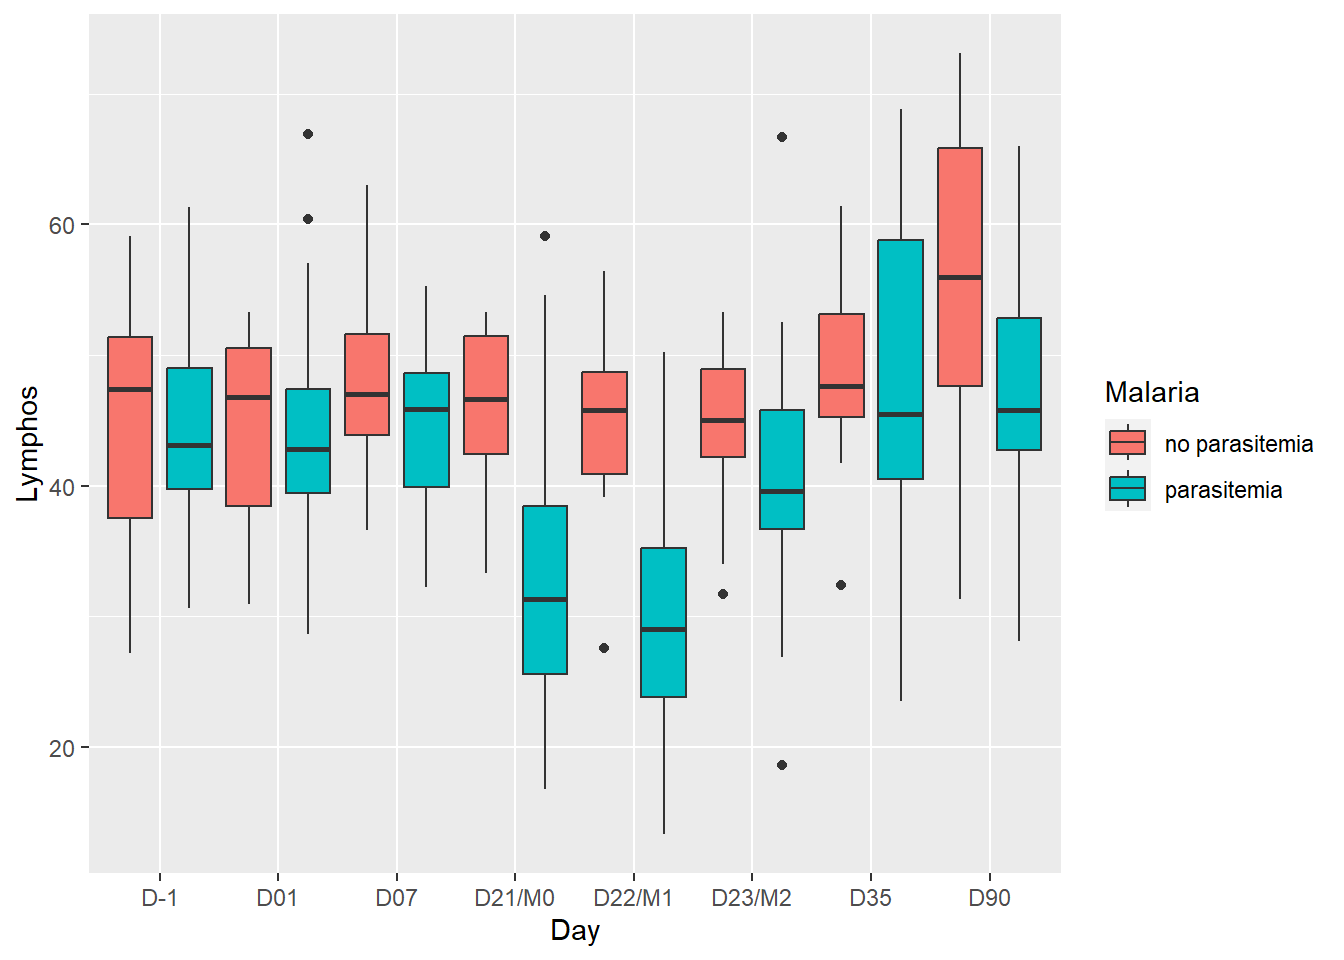 60
40
20
Lymphos
D-1 D01 D07 D21/M0 D22/M1 D23/M2 D35 D90
Day
Malaria
no parasitemia
parasitemia